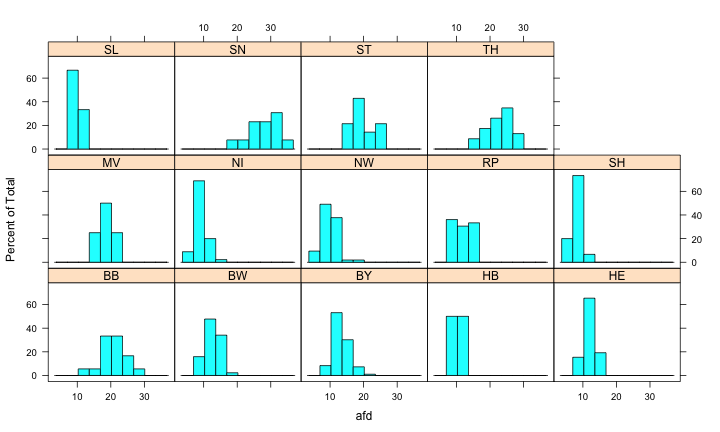 10 20 30 10 20 30
SL SN ST TH
60
40
20
0
MV NI NW RP SH
60
40
20
0
Percent of Total
BB BW BY HB HE
60
40
20
0
10 20 30 10 20 30 10 20 30
afd